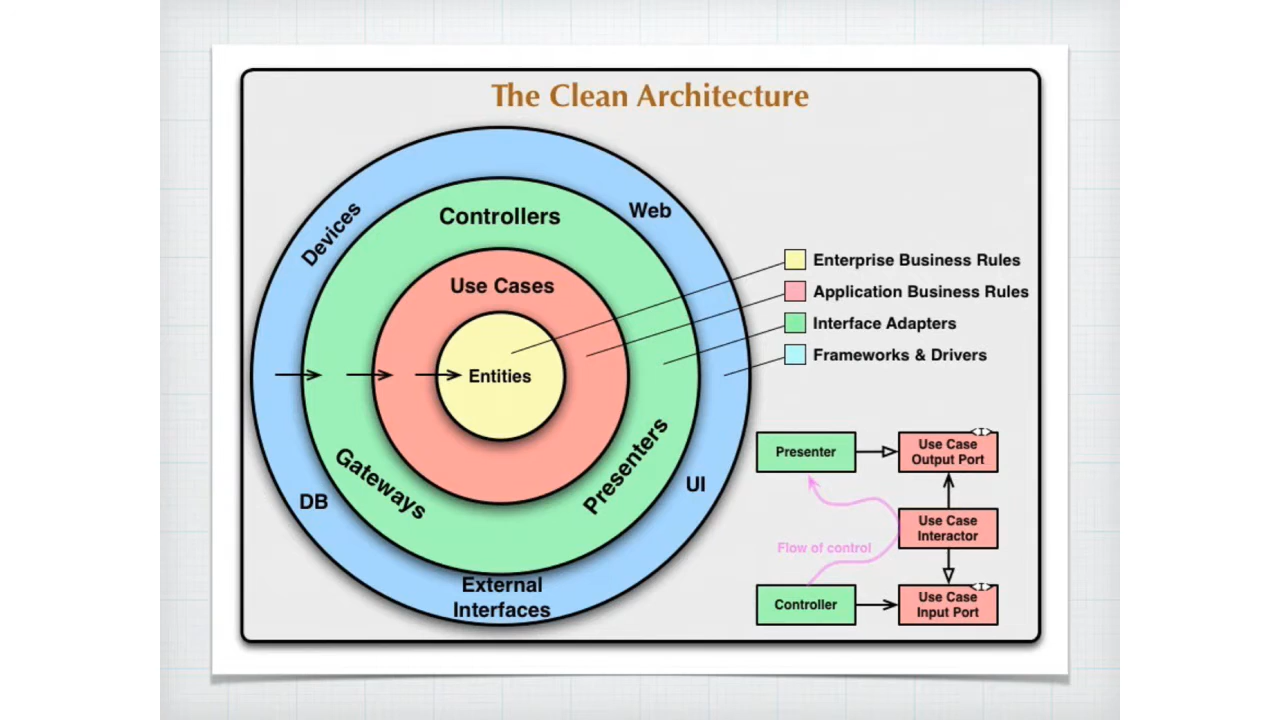 The Clean Architecture
Devices
Controllers
Web
Use Cases
Entities
Gateways
Presenters
DB
UI
External
Interfaces
Enterprise Business Rules
Application Business Rules
Interface Adapters
Frameworks & Drivers
Presenter
<I>
Use Case
Output Port
Use Case
Interactor
Flow of control
Controller
<I>
Use Case
Input Port